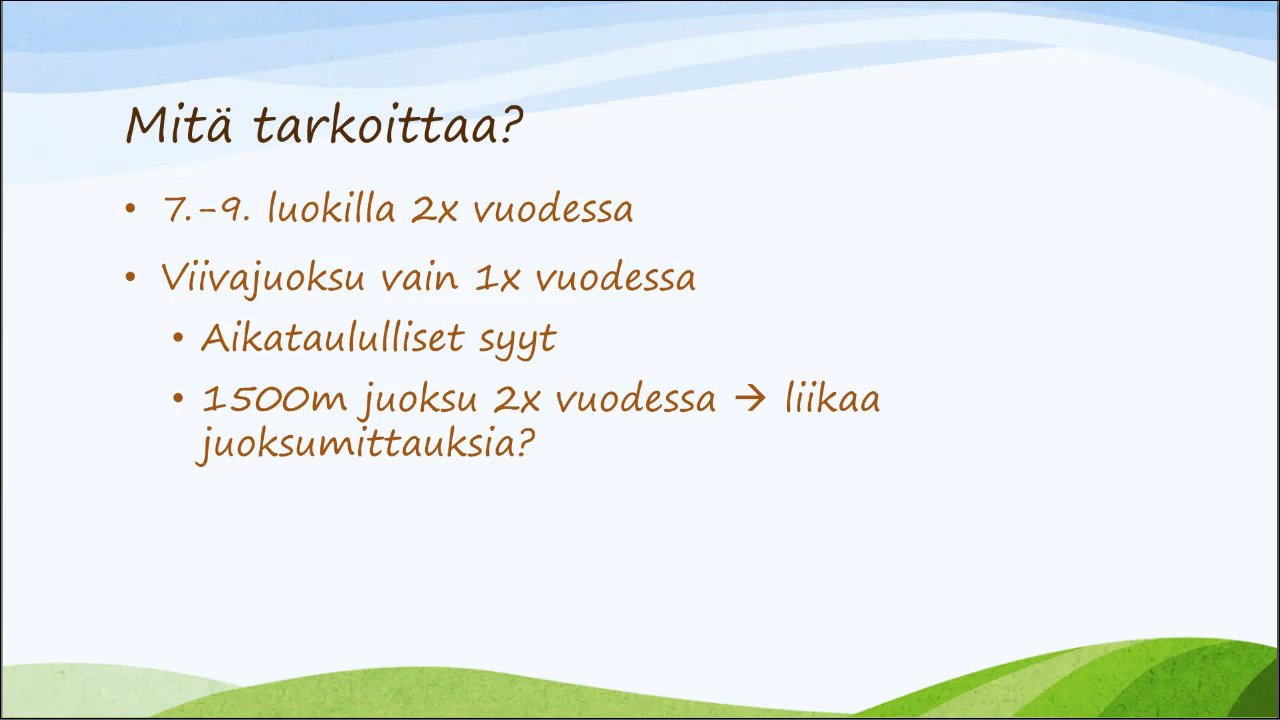 Mitä tarkoittaa?
• 7.-9. luokilla 2x vuodessa
• Viivajuoksu vain 1x vuodessa
• Aikataululliset syyt
• 1500m juoksu 2x vuodessa → liikaa
juoksumittauksia?